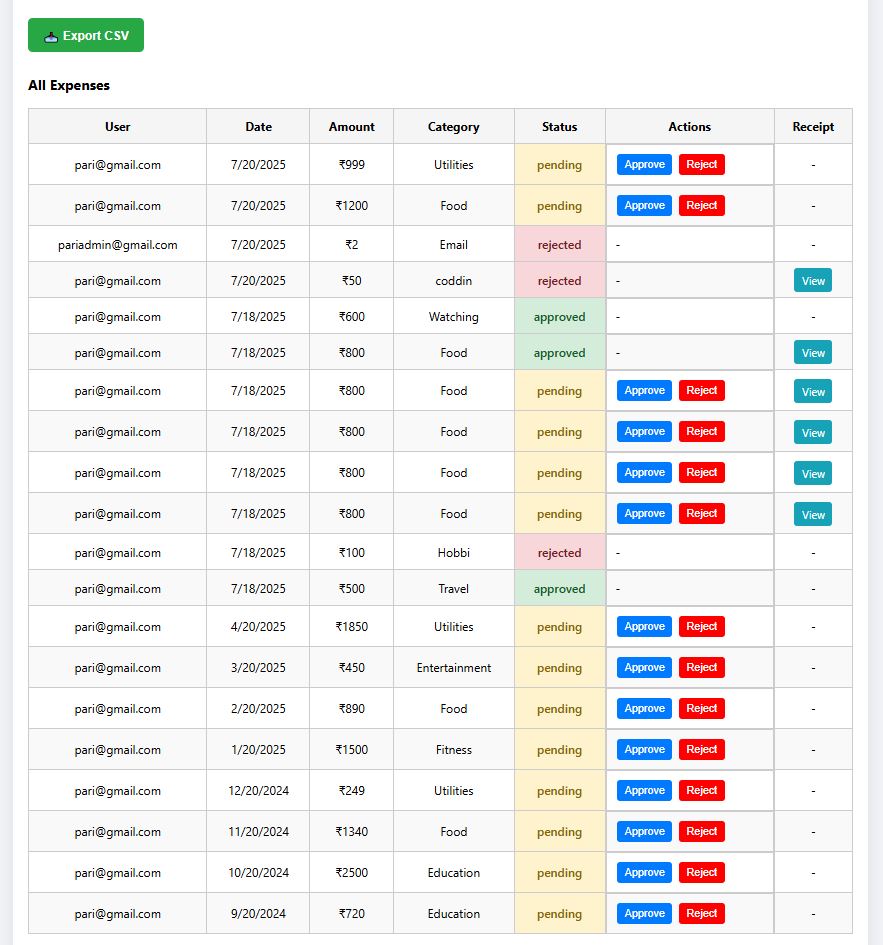 Export CSV
All Expenses
User Date Amount Category Status Actions Receipt
pari@gmail.com 7/20/2025 ₹999 Utilities pending Approve Reject -
pari@gmail.com 7/20/2025 ₹1200 Food pending Approve Reject -
pariadmin@gmail.com 7/20/2025 ₹2 Email rejected - -
pari@gmail.com 7/20/2025 ₹50 coddin rejected - View
pari@gmail.com 7/18/2025 ₹600 Watching approved - -
pari@gmail.com 7/18/2025 ₹800 Food approved - View
pari@gmail.com 7/18/2025 ₹800 Food pending Approve Reject View
pari@gmail.com 7/18/2025 ₹800 Food pending Approve Reject View
pari@gmail.com 7/18/2025 ₹800 Food pending Approve Reject View
pari@gmail.com 7/18/2025 ₹800 Food pending Approve Reject View
pari@gmail.com 7/18/2025 ₹100 Hobbi rejected - -
pari@gmail.com 7/18/2025 ₹500 Travel approved - -
pari@gmail.com 4/20/2025 ₹1850 Utilities pending Approve Reject -
pari@gmail.com 3/20/2025 ₹450 Entertainment pending Approve Reject -
pari@gmail.com 2/20/2025 ₹890 Food pending Approve Reject -
pari@gmail.com 1/20/2025 ₹1500 Fitness pending Approve Reject -
pari@gmail.com 12/20/2024 ₹249 Utilities pending Approve Reject -
pari@gmail.com 11/20/2024 ₹1340 Food pending Approve Reject -
pari@gmail.com 10/20/2024 ₹2500 Education pending Approve Reject -
pari@gmail.com 9/20/2024 ₹720 Education pending Approve Reject -